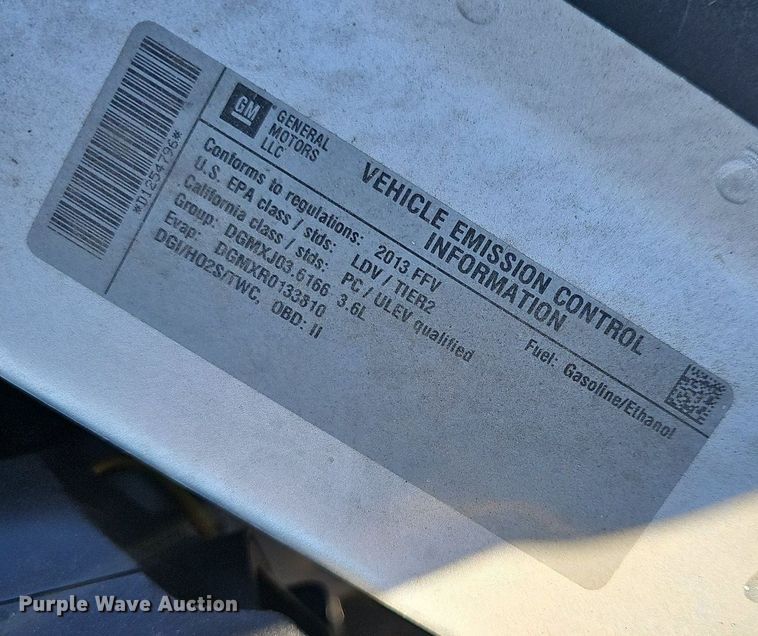 *D1254796*
GM
GENERAL
MOTORS
LLC
VEHICLE EMISSION CONTROL
INFORMATION
Conforms to regulations: 2013 FFV
Fuel: Gasoline/Ethanol
U.S. EPA class / stds: LDV / TIER2
California class / stds: PC / ULEV qualified
Group: DGMXJ03.6166 3.6L
Evap: DGMXR0133810
DGI/HO2S/TWC, OBD: II
Purple Wave Auction